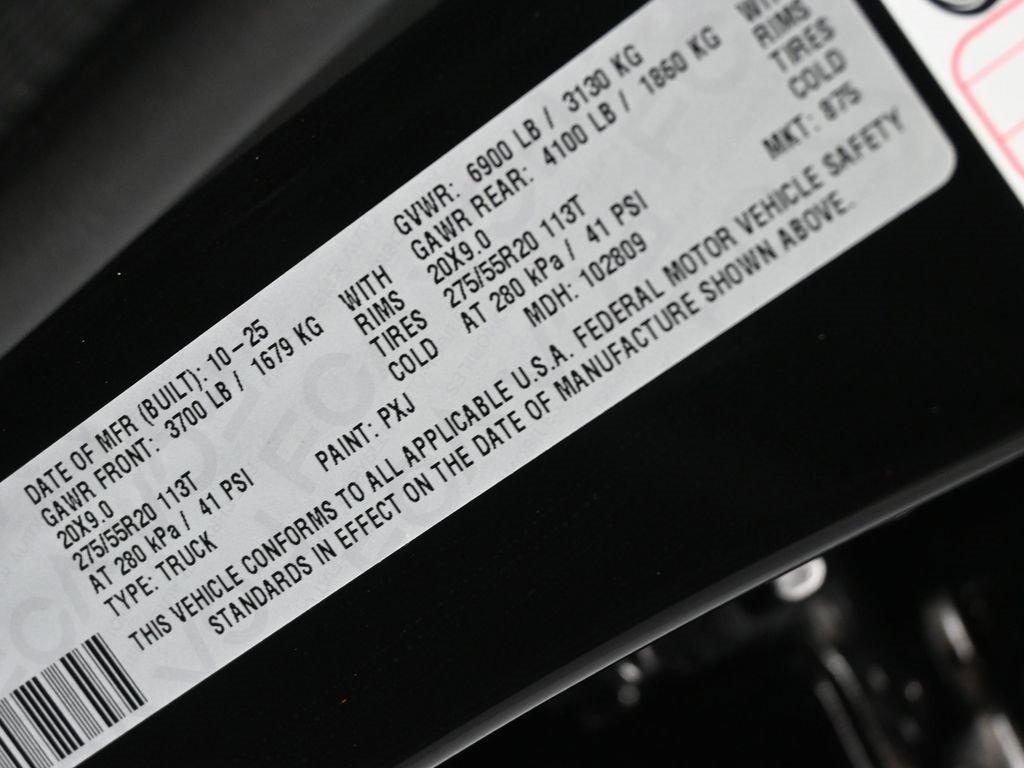 DATE OF MFR (BUILT): 10-25 GVWR: 6900 LB / 3130 KG
GAWR FRONT: 3700 LB / 1679 KG WITH GAWR REAR: 4100 LB / 1860 KG WITH
20X9.0 RIMS 20X9.0 RIMS
275/55R20 113T TIRES 275/55R20 113T TIRES
AT 280 kPa / 41 PSI COLD AT 280 kPa / 41 PSI COLD
TYPE: TRUCK PAINT: PXJ MDH: 102809 MKT: 875
THIS VEHICLE CONFORMS TO ALL APPLICABLE U.S.A. FEDERAL MOTOR VEHICLE SAFETY
STANDARDS IN EFFECT ON THE DATE OF MANUFACTURE SHOWN ABOVE.